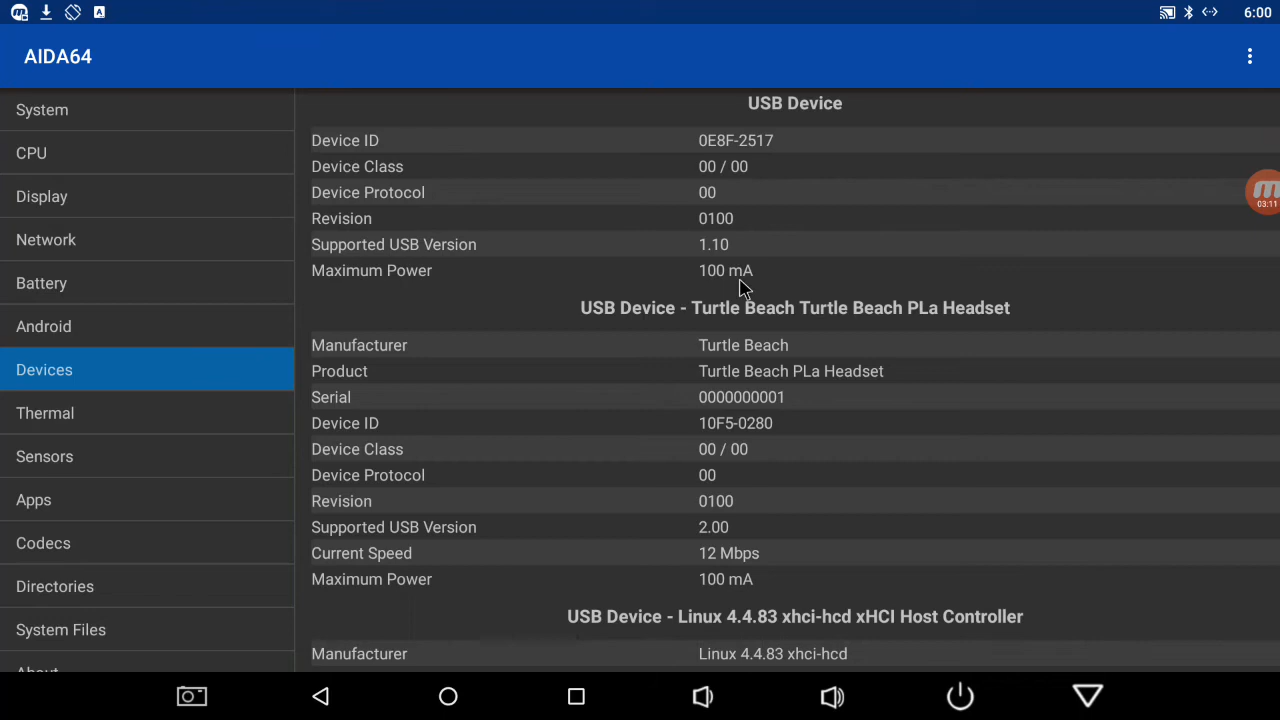 A
6:00
AIDA64
System
CPU
Display
Network
Battery
Android
Devices
Thermal
Sensors
Apps
Codecs
Directories
System Files
About
USB Device
Device ID 0E8F-2517
Device Class 00 / 00
Device Protocol 00
Revision 0100
Supported USB Version 1.10
Maximum Power 100 mA
USB Device - Turtle Beach Turtle Beach PLa Headset
Manufacturer Turtle Beach
Product Turtle Beach PLa Headset
Serial 0000000001
Device ID 10F5-0280
Device Class 00 / 00
Device Protocol 00
Revision 0100
Supported USB Version 2.00
Current Speed 12 Mbps
Maximum Power 100 mA
USB Device - Linux 4.4.83 xhci-hcd xHCI Host Controller
Manufacturer Linux 4.4.83 xhci-hcd
03:11